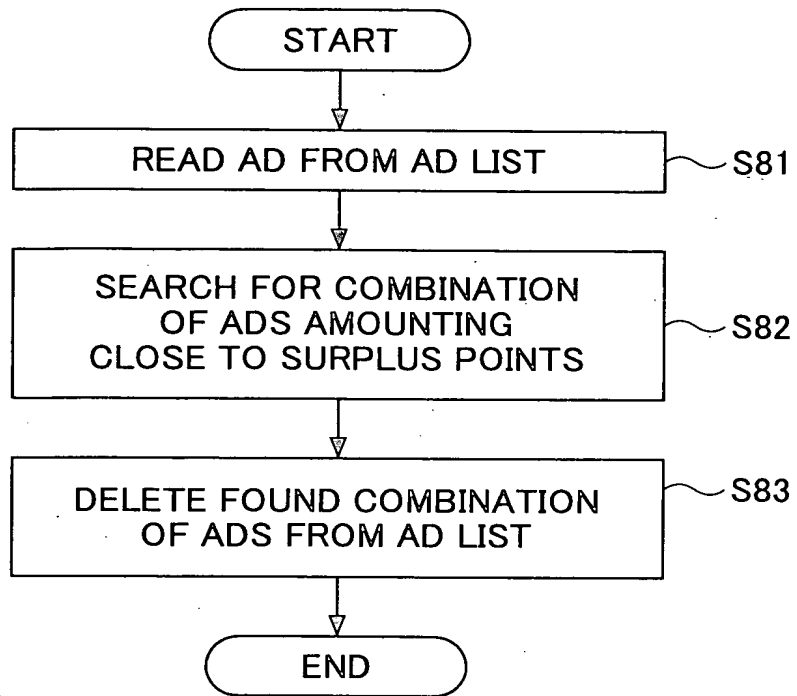 START
READ AD FROM AD LIST
S81
SEARCH FOR COMBINATION
OF ADS AMOUNTING
CLOSE TO SURPLUS POINTS
S82
DELETE FOUND COMBINATION
OF ADS FROM AD LIST
S83
END